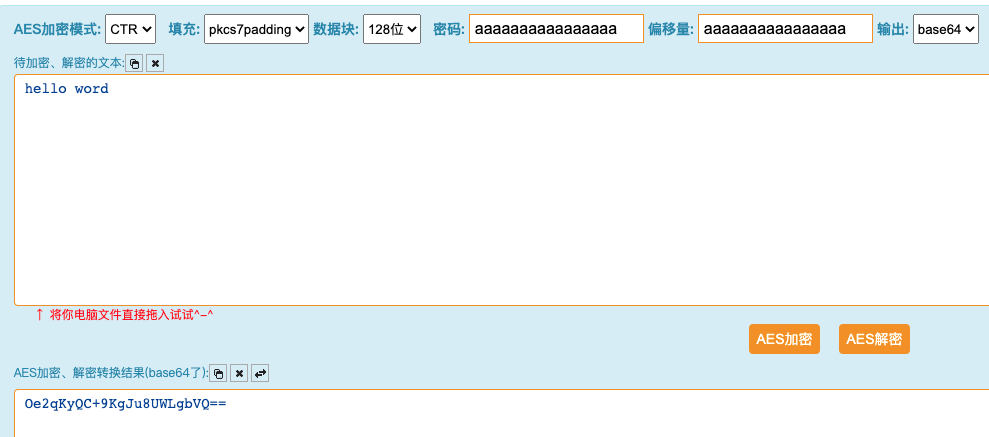 AES加密模式: CTR 填充: pkcs7padding 数据块: 128位 密码: aaaaaaaaaaaaaaaa 偏移量: aaaaaaaaaaaaaaaa 输出: base64
待加密、解密的文本:
hello word
↑ 将你电脑文件直接拖入试试^-^
AES加密 AES解密
AES加密、解密转换结果(base64了):
Oe2qKyQC+9KgJu8UWLgbVQ==